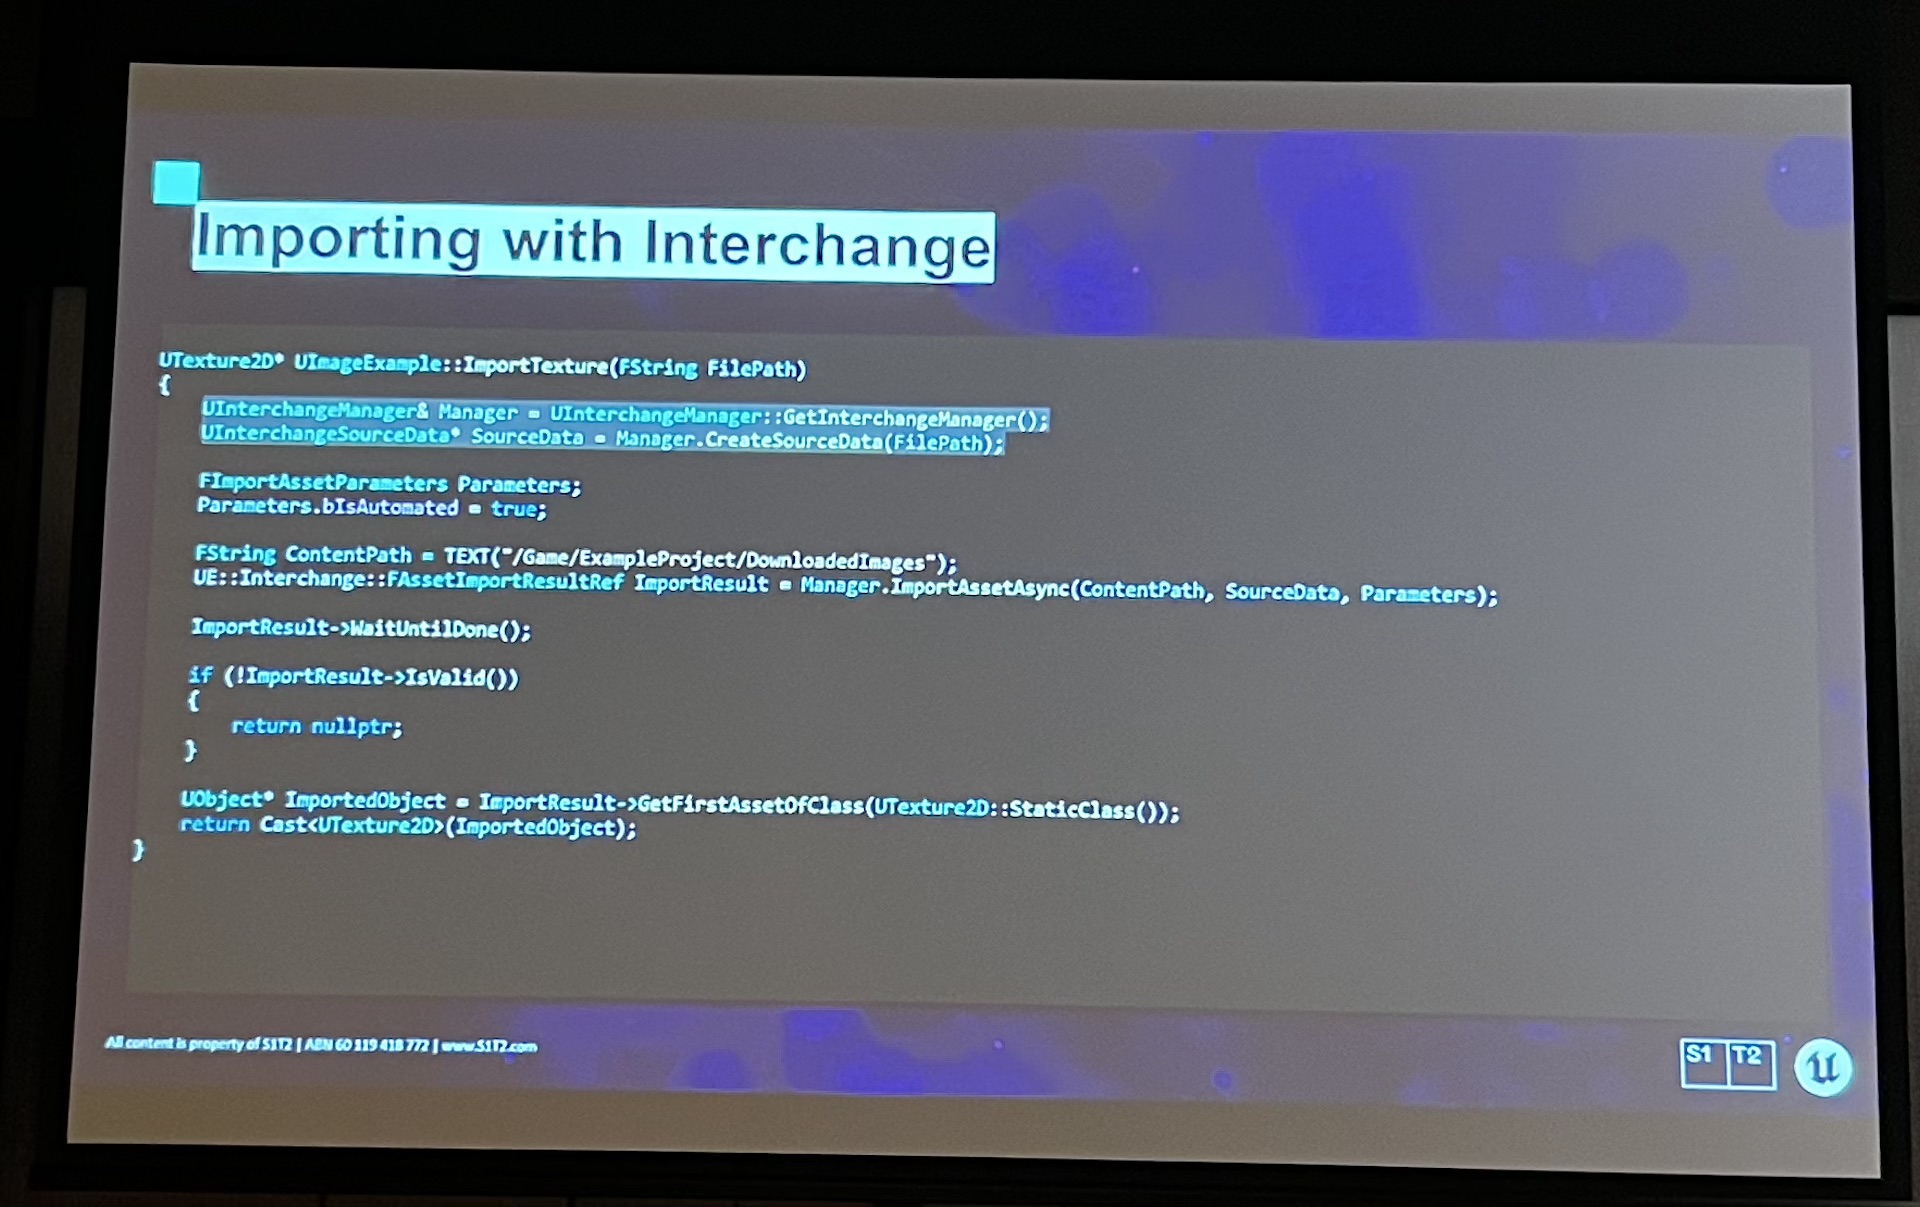 Importing with Interchange
UTexture2D* UImageExample::ImportTexture(FString FilePath)
{
UInterchangeManager& Manager = UInterchangeManager::GetInterchangeManager();
UInterchangeSourceData* SourceData = Manager.CreateSourceData(FilePath);
FImportAssetParameters Parameters;
Parameters.bIsAutomated = true;
FString ContentPath = TEXT("/Game/ExampleProject/DownloadedImages");
UE::Interchange::FAssetImportResultRef ImportResult = Manager.ImportAssetAsync(ContentPath, SourceData, Parameters);
ImportResult->WaitUntilDone();
if (!ImportResult->IsValid())
{
return nullptr;
}
UObject* ImportedObject = ImportResult->GetFirstAssetOfClass(UTexture2D::StaticClass());
return Cast<UTexture2D>(ImportedObject);
}
All content is property of S1T2 | ABN 60 119 418 772 | www.S1T2.com
S1 T2